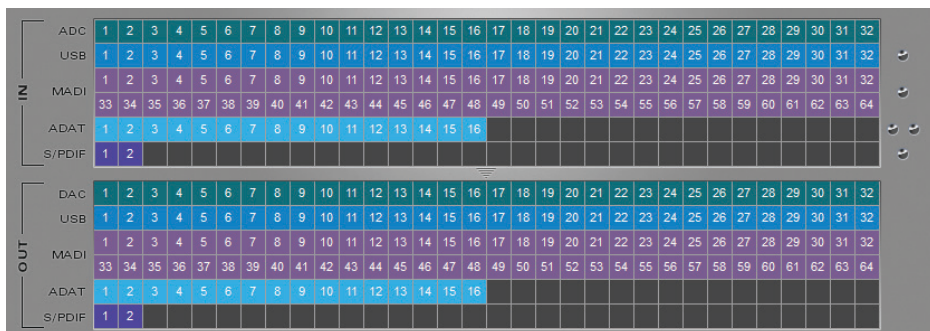 IN
ADC 1 2 3 4 5 6 7 8 9 10 11 12 13 14 15 16 17 18 19 20 21 22 23 24 25 26 27 28 29 30 31 32
USB 1 2 3 4 5 6 7 8 9 10 11 12 13 14 15 16 17 18 19 20 21 22 23 24 25 26 27 28 29 30 31 32
MADI 1 2 3 4 5 6 7 8 9 10 11 12 13 14 15 16 17 18 19 20 21 22 23 24 25 26 27 28 29 30 31 32
33 34 35 36 37 38 39 40 41 42 43 44 45 46 47 48 49 50 51 52 53 54 55 56 57 58 59 60 61 62 63 64
ADAT 1 2 3 4 5 6 7 8 9 10 11 12 13 14 15 16
S/PDIF 1 2
OUT
DAC 1 2 3 4 5 6 7 8 9 10 11 12 13 14 15 16 17 18 19 20 21 22 23 24 25 26 27 28 29 30 31 32
USB 1 2 3 4 5 6 7 8 9 10 11 12 13 14 15 16 17 18 19 20 21 22 23 24 25 26 27 28 29 30 31 32
MADI 1 2 3 4 5 6 7 8 9 10 11 12 13 14 15 16 17 18 19 20 21 22 23 24 25 26 27 28 29 30 31 32
33 34 35 36 37 38 39 40 41 42 43 44 45 46 47 48 49 50 51 52 53 54 55 56 57 58 59 60 61 62 63 64
ADAT 1 2 3 4 5 6 7 8 9 10 11 12 13 14 15 16
S/PDIF 1 2